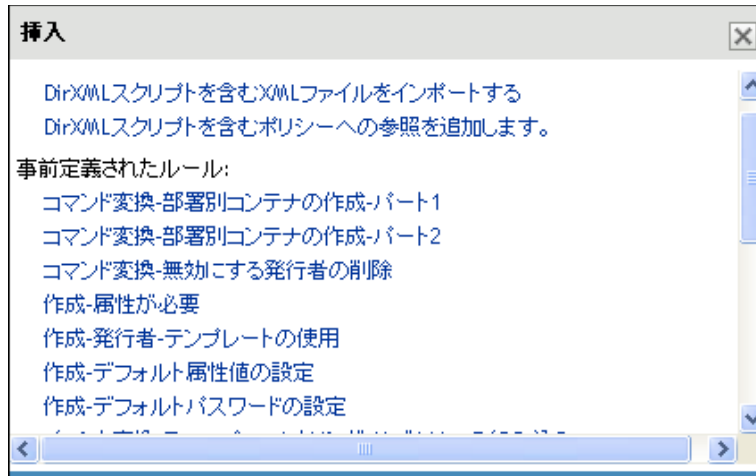 挿入
DirXMLスクリプトを含むXMLファイルをインポートする
DirXMLスクリプトを含むポリシーへの参照を追加します。
事前定義されたルール:
コマンド変換-部署別コンテナの作成-パート1
コマンド変換-部署別コンテナの作成-パート2
コマンド変換-無効にする発行者の削除
作成-属性が必要
作成-発行者-テンプレートの使用
作成-デフォルト属性値の設定
作成-デフォルトパスワードの設定